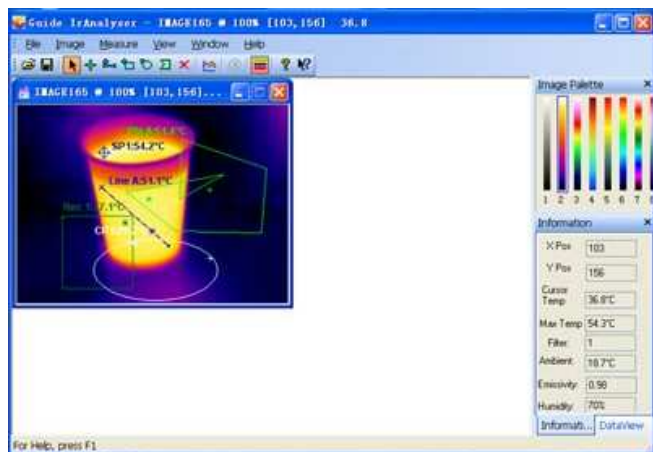 Guide IrAnalyser - IMAGE165 @ 100% [103,156] 36.8
File Image Measure View Window Help
IMAGE165 @ 100% [103,156]...
SP1:54.2°C
Line A:51.1°C
Image Palette
1 2 3 4 5 6 7 8
Information
X Pos 103
Y Pos 156
Cursor
Temp 36.8°C
Max Temp 54.3°C
Filter: 1
Ambient:
Emissivity: 0.98
Humidity: 70%
Informati... DataView
For Help, press F1